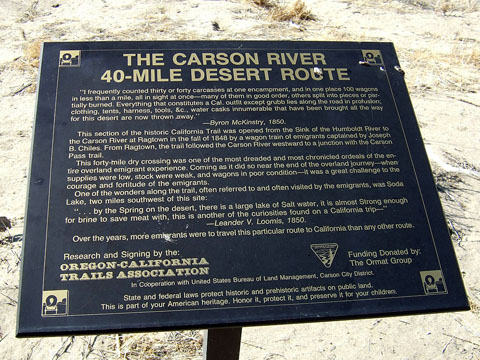 THE CARSON RIVER
40-MILE DESERT ROUTE
"I frequently counted thirty or forty carcasses at one encampment, and in one place 100 wagons
in less than a mile, all in sight at once—many of them in good order, others split into pieces or par-
tially burned. Everything that constitutes a Cal. outfit except grubb lies along the road in profusion;
clothing, tents, harness, tools, &c., water casks innumerable that have been brought all the way
for this desert are now thrown away."
—Byron McKinstry, 1850.
This section of the historic California Trail was opened from the Sink of the Humboldt River to
the Carson River at Ragtown in the fall of 1848 by a wagon train of emigrants captained by Joseph
B. Chiles. From Ragtown, the trail followed the Carson River westward to a junction with the Carson
Pass trail.
This forty-mile dry crossing was one of the most dreaded and most chronicled ordeals of the en-
tire overland emigrant experience. Coming as it did so near the end of the overland journey—when
supplies were low, stock were weak, and wagons in poor condition—it was a great challenge to the
courage and fortitude of the emigrants.
One of the wonders along the trail, often referred to and often visited by the emigrants, was Soda
Lake, two miles southwest of this site:
". . . by the Spring on the desert, there is a large lake of Salt water, it is almost Strong enough
for brine to save meat with, this is another of the curiosities found on a California trip—"
—Leander V. Loomis, 1850.
Over the years, more emigrants were to travel this particular route to California than any other route.
Research and Signing by the:
OREGON-CALIFORNIA
TRAILS ASSOCIATION
Funding Donated by:
The Ormat Group
In Cooperation with United States Bureau of Land Management, Carson City District.
State and federal laws protect historic and prehistoric artifacts on public land.
This is part of your American heritage. Honor it, protect it, and preserve it for your children.